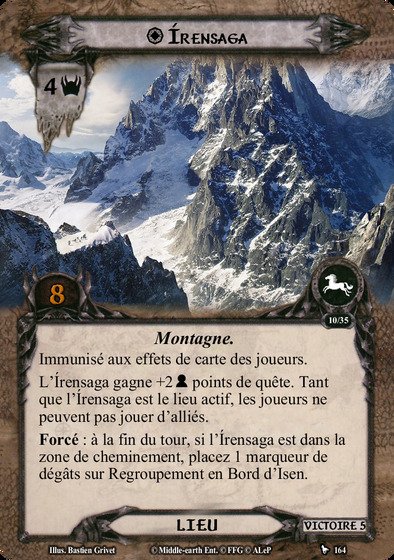 Írensaga
4
8
10/35
Montagne.
Immunisé aux effets de carte des joueurs.
L'Írensaga gagne +2 points de quête. Tant
que l'Írensaga est le lieu actif, les joueurs ne
peuvent pas jouer d'alliés.
Forcé : à la fin du tour, si l'Írensaga est dans la
zone de cheminement, placez 1 marqueur de
dégâts sur Regroupement en Bord d'Isen.
LIEU
VICTOIRE 5
Illus. Bastien Grivet
©Middle-earth Ent. © FFG © ALeP
164